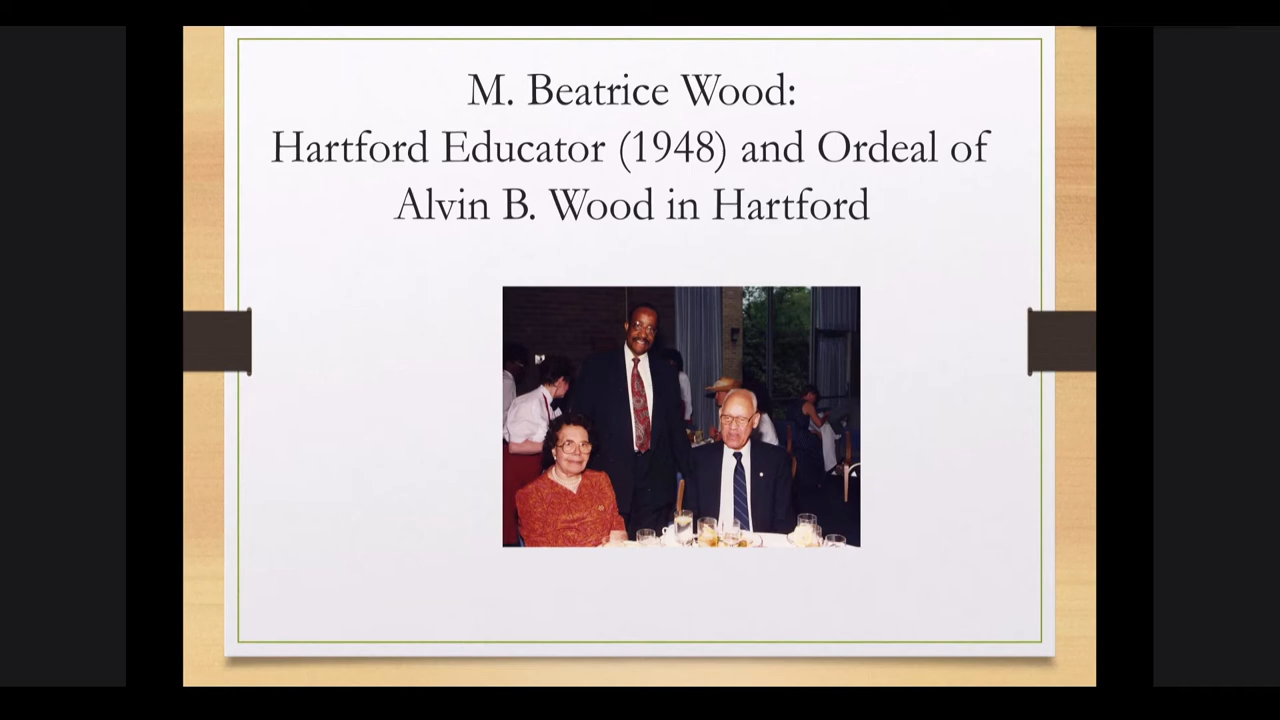 M. Beatrice Wood:
Hartford Educator (1948) and Ordeal of
Alvin B. Wood in Hartford